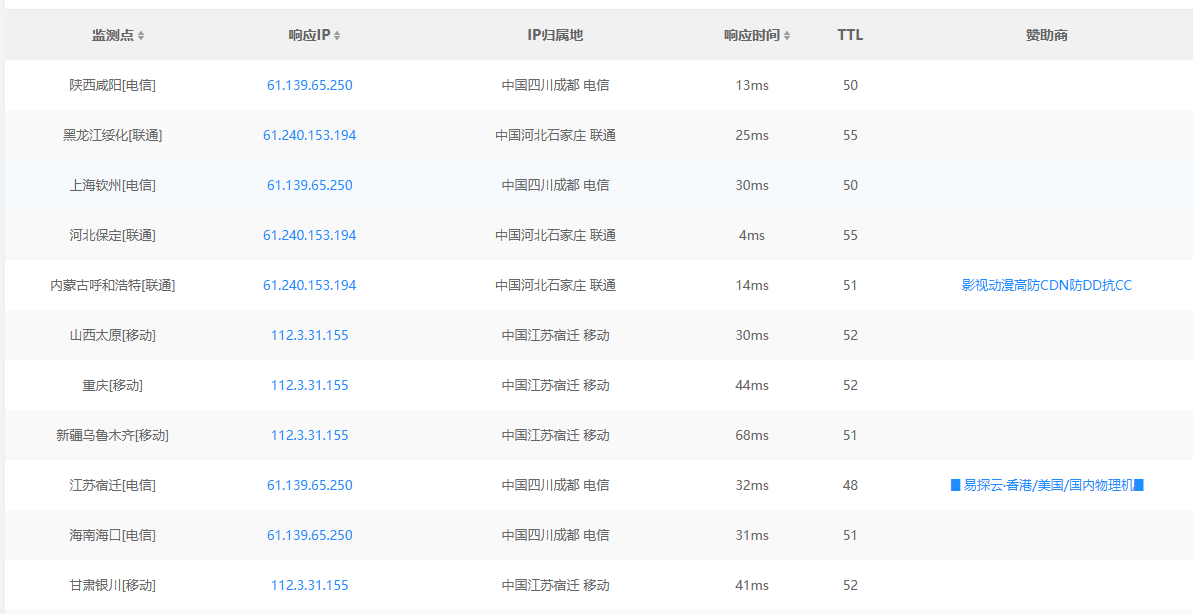 监测点 响应IP IP归属地 响应时间 TTL 赞助商
陕西咸阳[电信] 61.139.65.250 中国四川成都 电信 13ms 50
黑龙江绥化[联通] 61.240.153.194 中国河北石家庄 联通 25ms 55
上海钦州[电信] 61.139.65.250 中国四川成都 电信 30ms 50
河北保定[联通] 61.240.153.194 中国河北石家庄 联通 4ms 55
内蒙古呼和浩特[联通] 61.240.153.194 中国河北石家庄 联通 14ms 51 影视动漫高防CDN防DD抗CC
山西太原[移动] 112.3.31.155 中国江苏宿迁 移动 30ms 52
重庆[移动] 112.3.31.155 中国江苏宿迁 移动 44ms 52
新疆乌鲁木齐[移动] 112.3.31.155 中国江苏宿迁 移动 68ms 51
江苏宿迁[电信] 61.139.65.250 中国四川成都 电信 32ms 48 █ 易探云·香港/美国/国内物理机█
海南海口[电信] 61.139.65.250 中国四川成都 电信 31ms 51
甘肃银川[移动] 112.3.31.155 中国江苏宿迁 移动 41ms 52